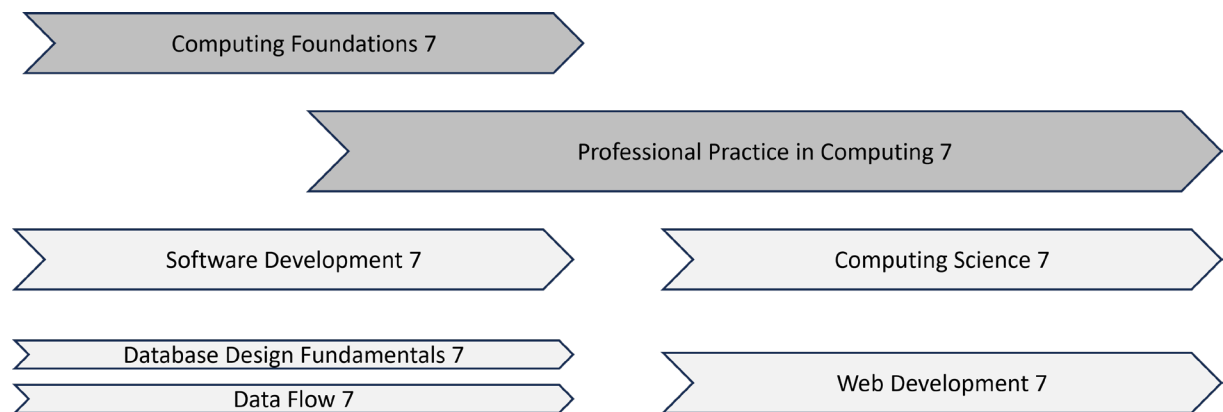 Computing Foundations 7
Professional Practice in Computing 7
Software Development 7
Computing Science 7
Database Design Fundamentals 7
Web Development 7
Data Flow 7